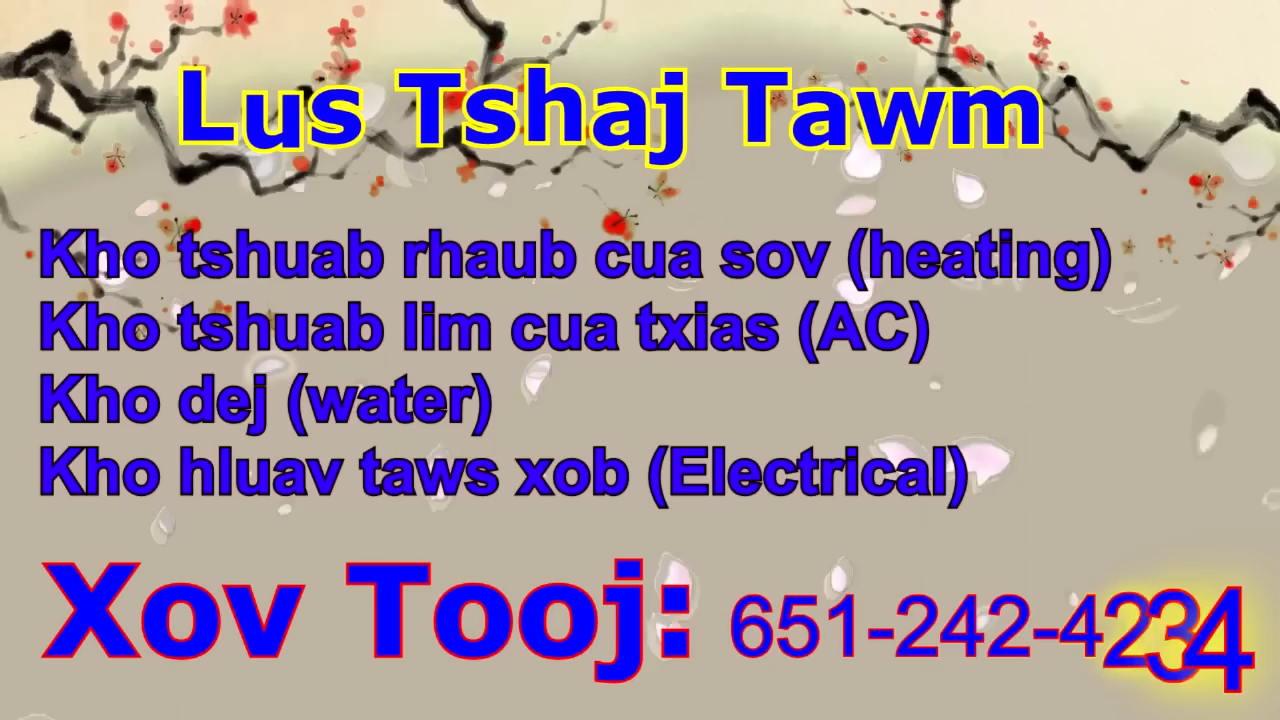 Lus Tshaj Tawm
Kho tshuab rhaub cua sov (heating)
Kho tshuab lim cua txias (AC)
Kho dej (water)
Kho hluav taws xob (Electrical)
Xov Tooj: 651-242-4234